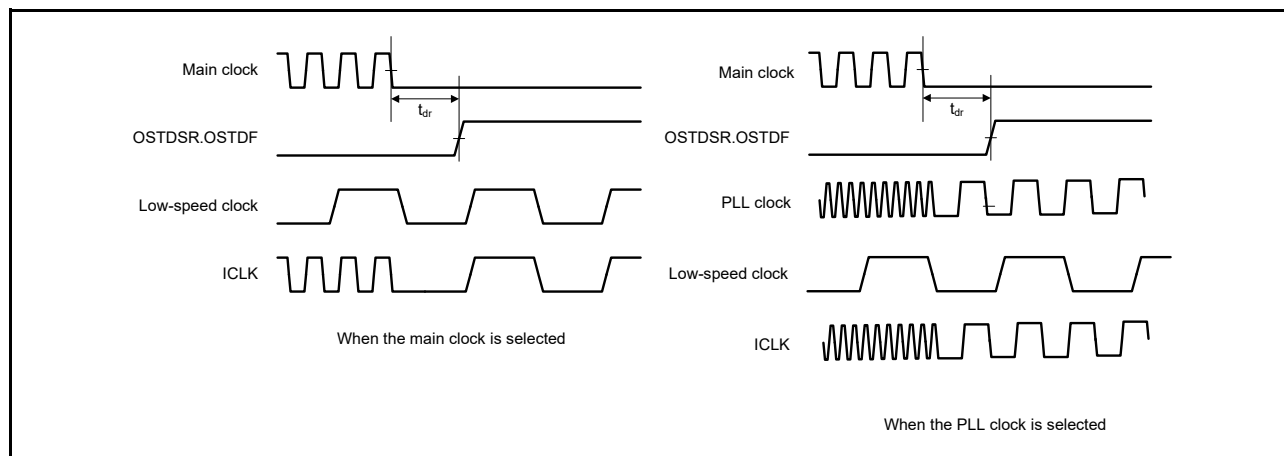 Main clock
tdr
OSTDSR.OSTDF
Low-speed clock
ICLK
When the main clock is selected
Main clock
tdr
OSTDSR.OSTDF
PLL clock
Low-speed clock
ICLK
When the PLL clock is selected